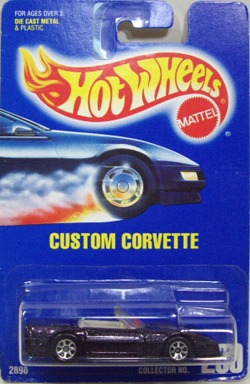 FOR AGES OVER 3
DIE CAST METAL
& PLASTIC.
Hot Wheels
MATTEL
CUSTOM CORVETTE
2898
COLLECTOR NO.